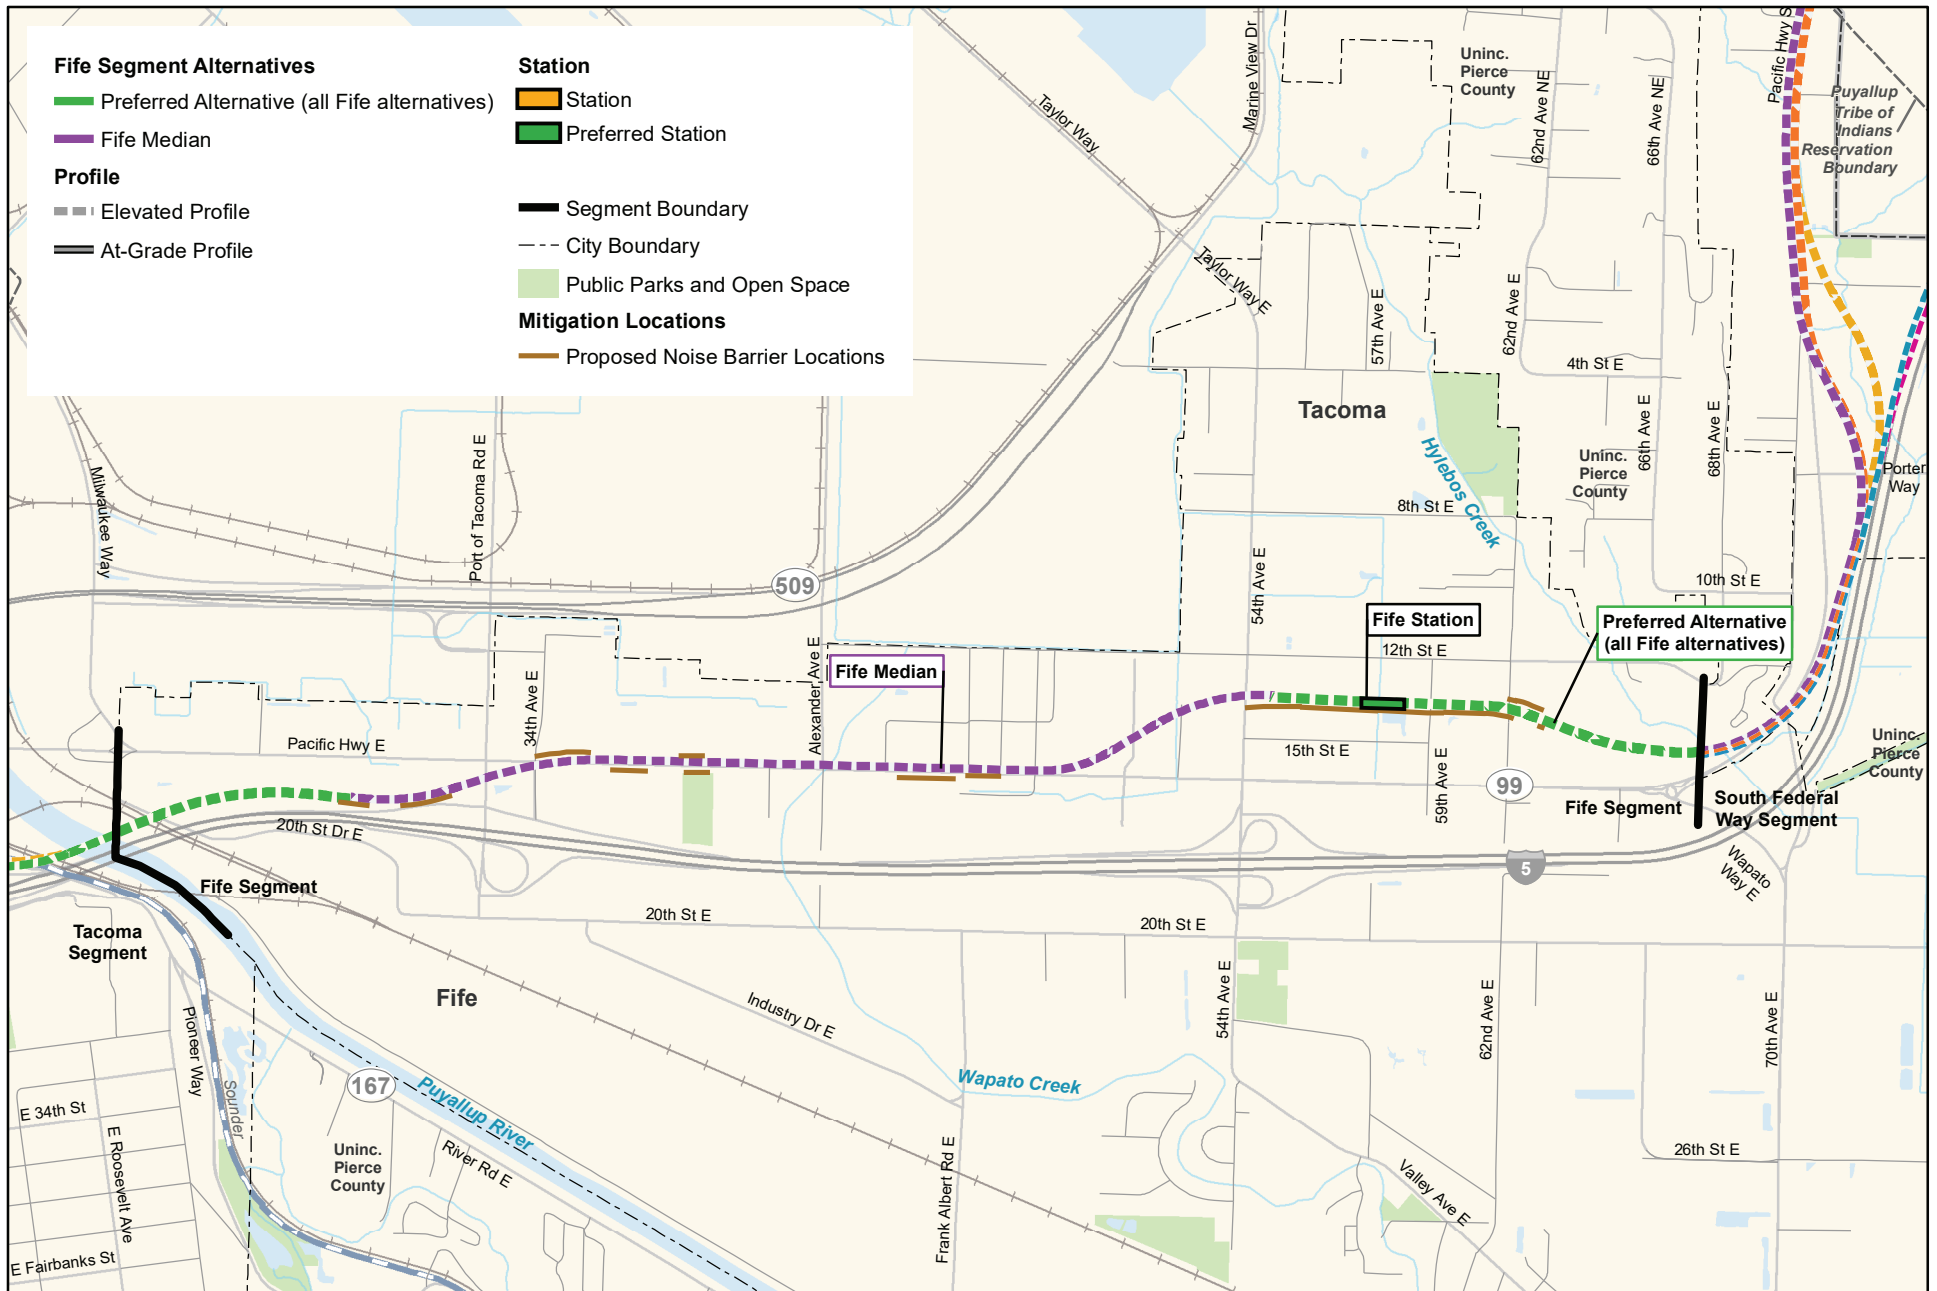 Fife Segment Alternatives
Preferred Alternative (all Fife alternatives)
Fife Median
Profile
Elevated Profile
At-Grade Profile
Station
Station
Preferred Station
Segment Boundary
City Boundary
Public Parks and Open Space
Mitigation Locations
Proposed Noise Barrier Locations
Taylor Way
Marine View Dr
Uninc.
Pierce
County
62nd Ave NE
66th Ave NE
Pacific Hwy S
Puyallup
Tribe of
Indians
Reservation
Boundary
Taylor Way E
57th Ave E
62nd Ave E
4th St E
Tacoma
Hylebos Creek
66th Ave E
68th Ave E
Uninc.
Pierce
County
Porter
Way
Milwaukee Way
Port of Tacoma Rd E
8th St E
509
54th Ave E
10th St E
Fife Station
Preferred Alternative
(all Fife alternatives)
12th St E
Alexander Ave E
Fife Median
34th Ave E
Pacific Hwy E
15th St E
59th Ave E
99
Uninc.
Pierce
County
Fife Segment
South Federal
Way Segment
20th St Dr E
5
Wapato
Way E
Fife Segment
20th St E
20th St E
Tacoma
Segment
Fife
Industry Dr E
54th Ave E
62nd Ave E
70th Ave E
Pioneer Way
Sounder
167
Puyallup River
Wapato Creek
E 34th St
E Roosevelt Ave
Uninc.
Pierce
County
River Rd E
Frank Albert Rd E
Valley Ave E
26th St E
E Fairbanks St